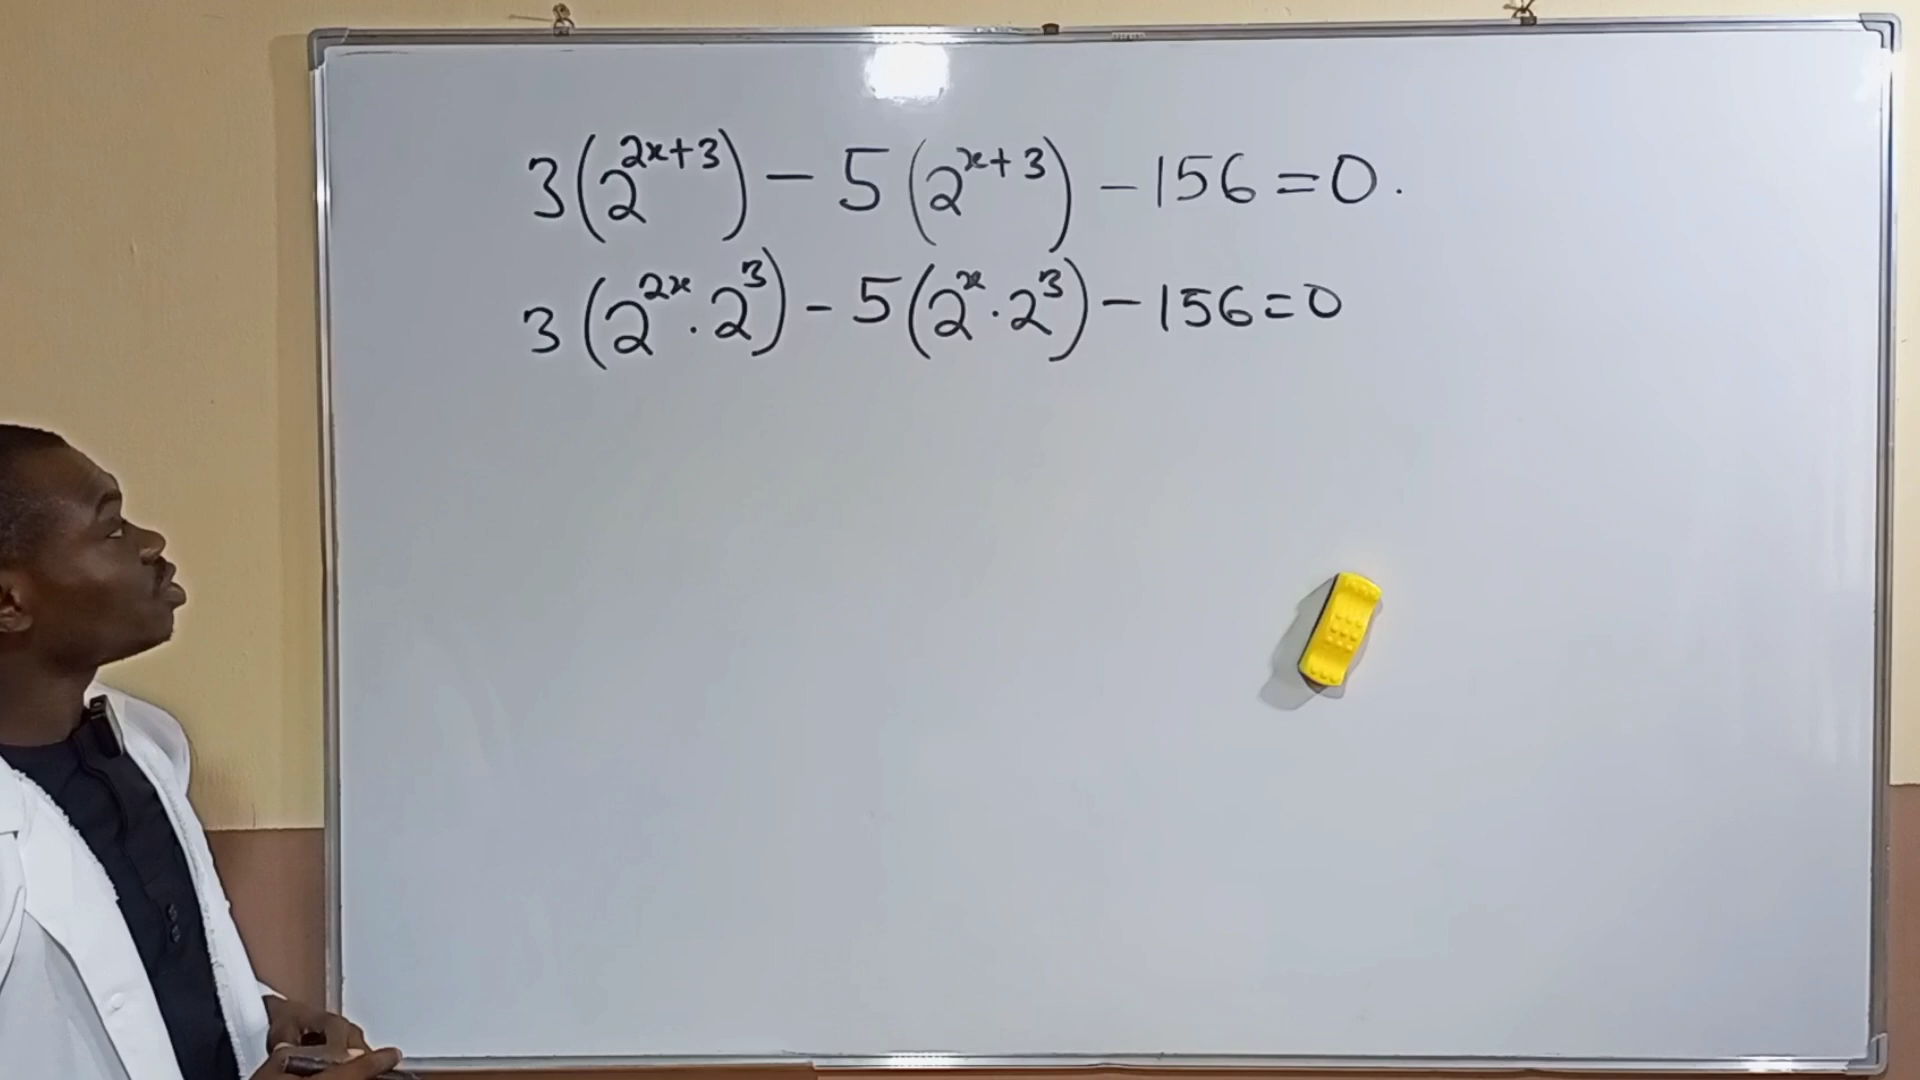 3(2^{2x+3}) - 5(2^{x+3}) - 156 = 0.
3(2^{2x} · 2^3) - 5(2^x · 2^3) - 156 = 0